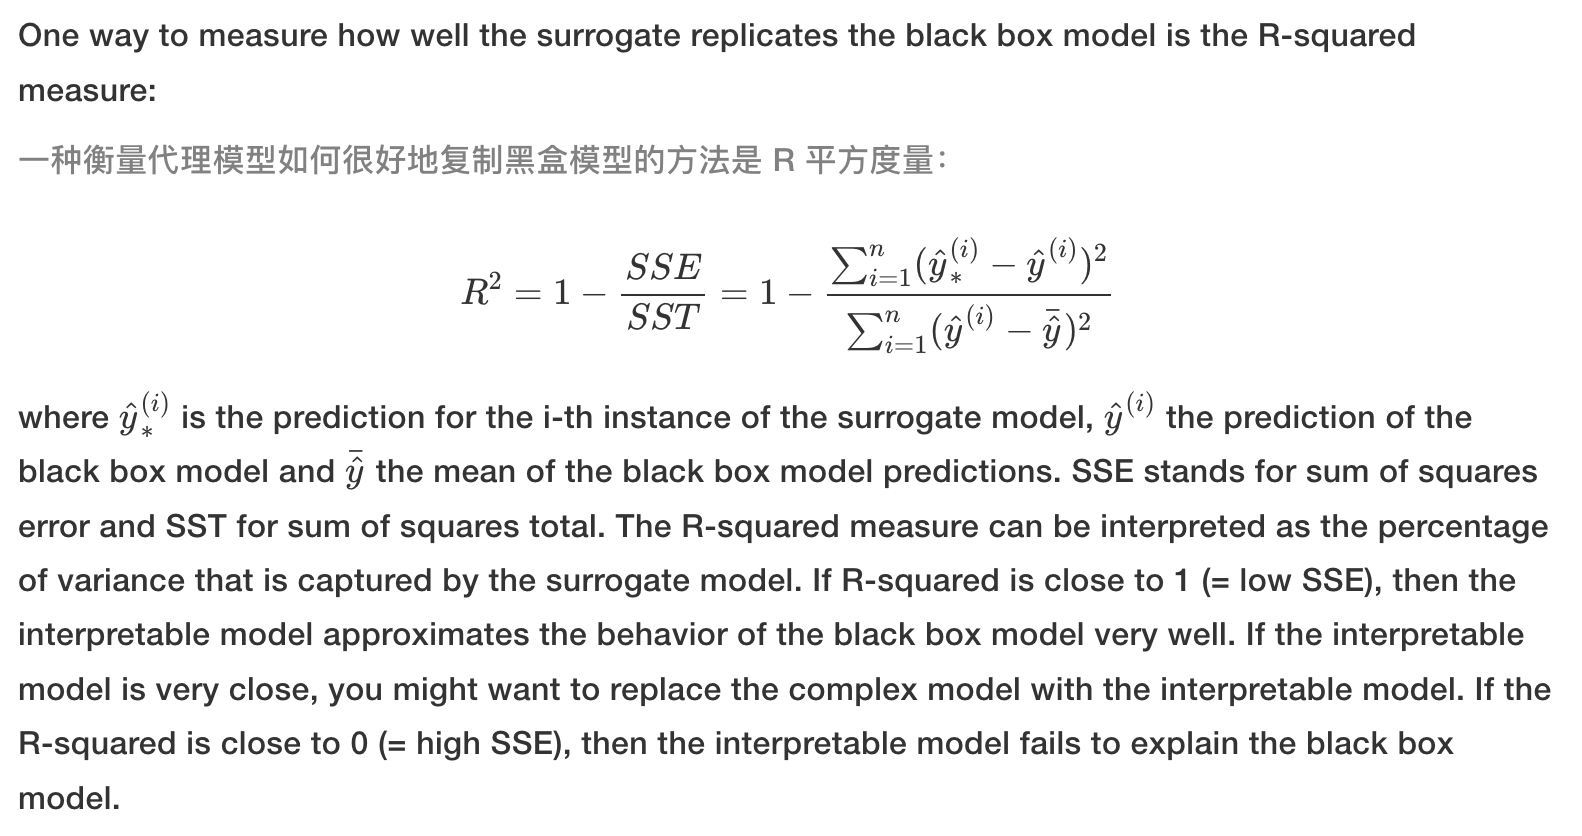 One way to measure how well the surrogate replicates the black box model is the R-squared
measure:
一种衡量代理模型如何很好地复制黑盒模型的方法是 R 平方度量：
$R^2 = 1 - \frac{SSE}{SST} = 1 - \frac{\sum_{i=1}^{n}(\hat{y}_*^{(i)} - \hat{y}^{(i)})^2}{\sum_{i=1}^{n}(\hat{y}^{(i)} - \bar{\hat{y}})^2}$
where $\hat{y}_*^{(i)}$ is the prediction for the i-th instance of the surrogate model, $\hat{y}^{(i)}$ the prediction of the
black box model and $\bar{\hat{y}}$ the mean of the black box model predictions. SSE stands for sum of squares
error and SST for sum of squares total. The R-squared measure can be interpreted as the percentage
of variance that is captured by the surrogate model. If R-squared is close to 1 (= low SSE), then the
interpretable model approximates the behavior of the black box model very well. If the interpretable
model is very close, you might want to replace the complex model with the interpretable model. If the
R-squared is close to 0 (= high SSE), then the interpretable model fails to explain the black box
model.